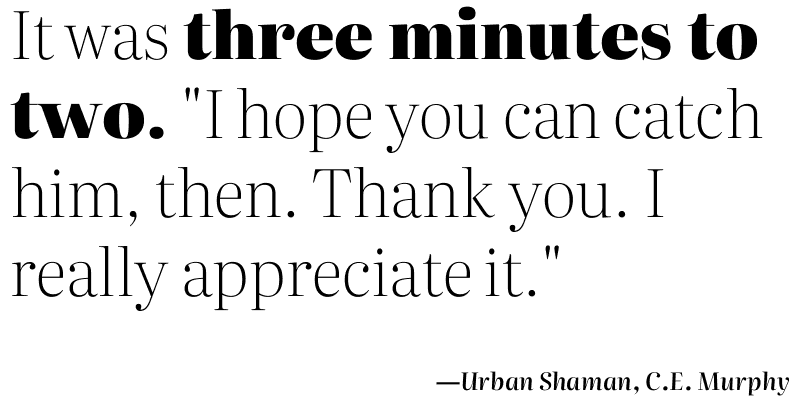 It was three minutes to
two. "I hope you can catch
him, then. Thank you. I
really appreciate it."
—Urban Shaman, C.E. Murphy